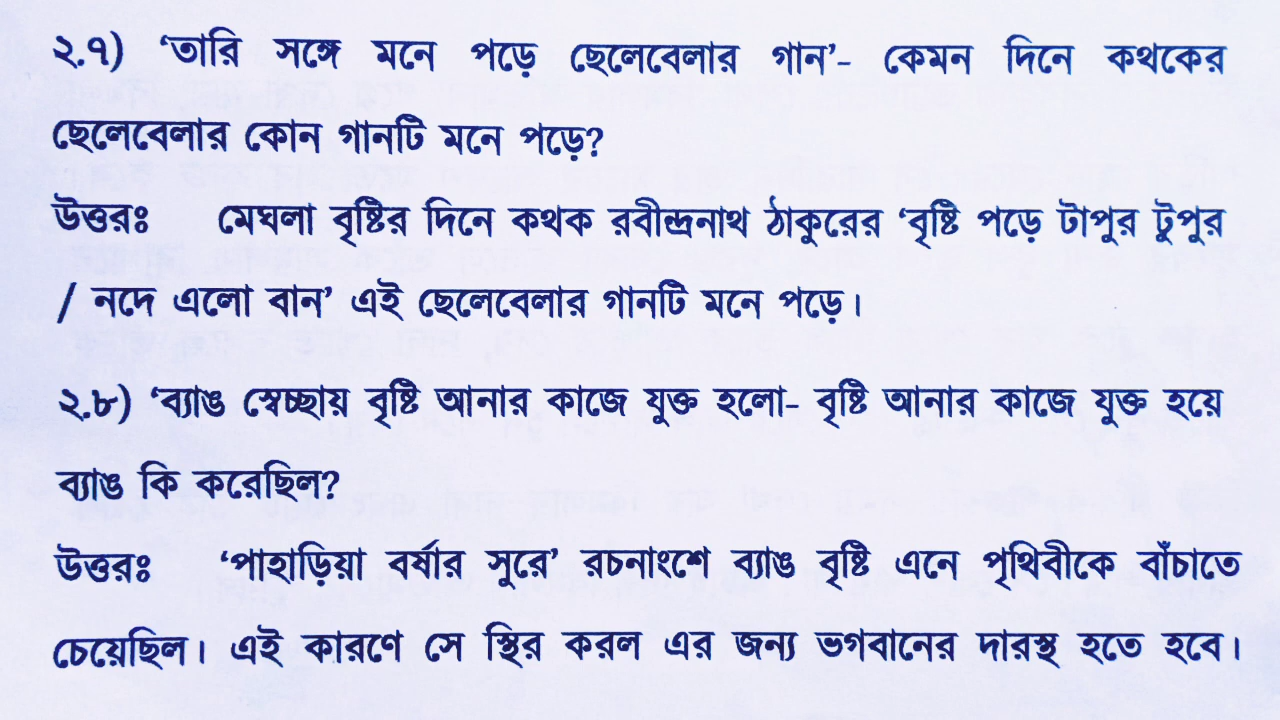 ২.৭) ‘তারি সঙ্গে মনে পড়ে ছেলেবেলার গান’- কেমন দিনে কথকের
ছেলেবেলার কোন গানটি মনে পড়ে?
উত্তরঃ মেঘলা বৃষ্টির দিনে কথক রবীন্দ্রনাথ ঠাকুরের ‘বৃষ্টি পড়ে টাপুর টুপুর
/ নদে এলো বান’ এই ছেলেবেলার গানটি মনে পড়ে।
২.৮) ‘ব্যাঙ স্বেচ্ছায় বৃষ্টি আনার কাজে যুক্ত হলো- বৃষ্টি আনার কাজে যুক্ত হয়ে
ব্যাঙ কি করেছিল?
উত্তরঃ ‘পাহাড়িয়া বর্ষার সুরে’ রচনাংশে ব্যাঙ বৃষ্টি এনে পৃথিবীকে বাঁচাতে
চেয়েছিল। এই কারণে সে স্থির করল এর জন্য ভগবানের দারস্থ হতে হবে।